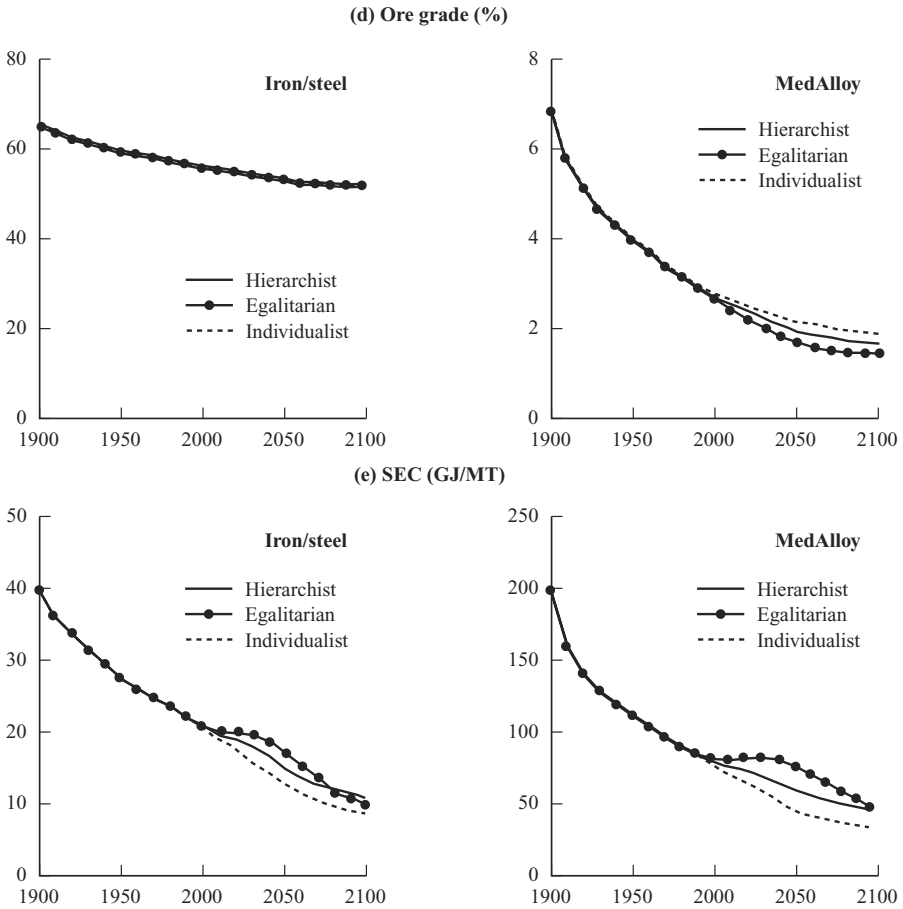 (d) Ore grade (%)
80
60
40
20
0
1900 1950 2000 2050 2100
Iron/steel
Hierarchist
Egalitarian
Individualist
8
6
4
2
0
1900 1950 2000 2050 2100
MedAlloy
Hierarchist
Egalitarian
Individualist
(e) SEC (GJ/MT)
50
40
30
20
10
0
1900 1950 2000 2050 2100
Iron/steel
Hierarchist
Egalitarian
Individualist
250
200
150
100
50
0
1900 1950 2000 2050 2100
MedAlloy
Hierarchist
Egalitarian
Individualist